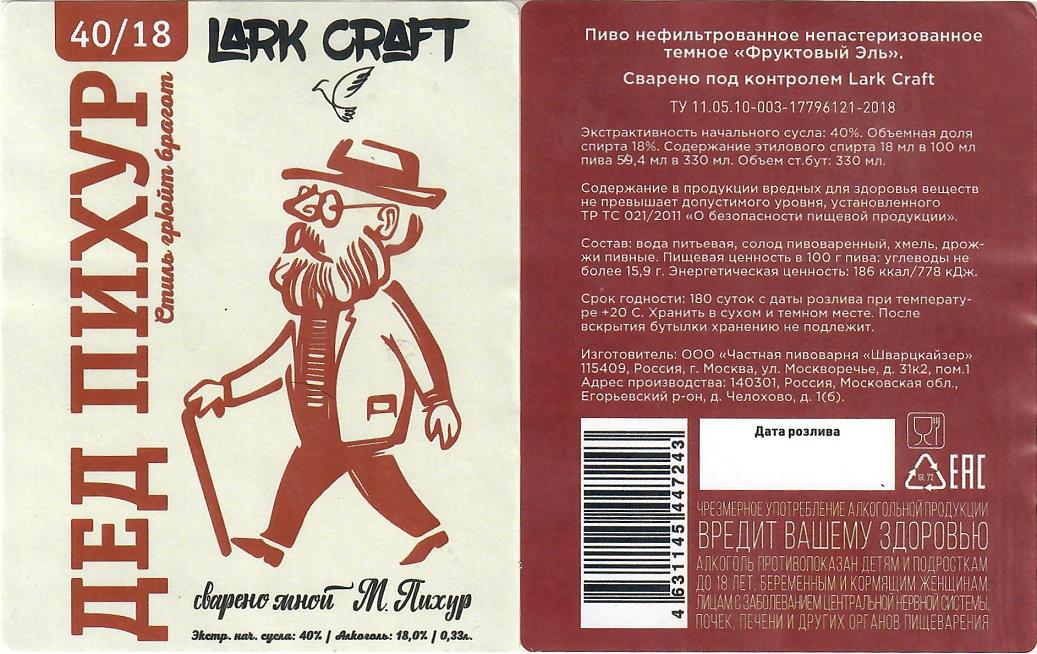 40/18
LARK CRAFT
ДЕД ПИХУР
Стиль грюйт брагот
сварено мной М. Пихур
Экстр. нач. сусла: 40% | Алкоголь: 18,0% | 0,33л.
Пиво нефильтрованное непастеризованное
темное «Фруктовый Эль».
Сварено под контролем Lark Craft
ТУ 11.05.10-003-17796121-2018
Экстрактивность начального сусла: 40%. Объемная доля
спирта 18%. Содержание этилового спирта 18 мл в 100 мл
пива 59,4 мл в 330 мл. Объем ст.бут: 330 мл.
Содержание в продукции вредных для здоровья веществ
не превышает допустимого уровня, установленного
ТР ТС 021/2011 «О безопасности пищевой продукции».
Состав: вода питьевая, солод пивоваренный, хмель, дрож-
жи пивные. Пищевая ценность в 100 г пива: углеводы не
более 15,9 г. Энергетическая ценность: 186 ккал/778 кДж.
Срок годности: 180 суток с даты розлива при температу-
ре +20 С. Хранить в сухом и темном месте. После
вскрытия бутылки хранению не подлежит.
Изготовитель: ООО «Частная пивоварня «Шварцкайзер»
115409, Россия, г. Москва, ул. Москворечье, д. 31к2, пом.1
Адрес производства: 140301, Россия, Московская обл.,
Егорьевский р-он, д. Челохово, д. 1(б).
4 631145 447243
Дата розлива
GL 72
EAC
ЧРЕЗМЕРНОЕ УПОТРЕБЛЕНИЕ АЛКОГОЛЬНОЙ ПРОДУКЦИИ
ВРЕДИТ ВАШЕМУ ЗДОРОВЬЮ
АЛКОГОЛЬ ПРОТИВОПОКАЗАН ДЕТЯМ И ПОДРОСТКАМ
ДО 18 ЛЕТ, БЕРЕМЕННЫМ И КОРМЯЩИМ ЖЕНЩИНАМ,
ЛИЦАМ С ЗАБОЛЕВАНИЕМ ЦЕНТРАЛЬНОЙ НЕРВНОЙ СИСТЕМЫ,
ПОЧЕК, ПЕЧЕНИ И ДРУГИХ ОРГАНОВ ПИЩЕВАРЕНИЯ